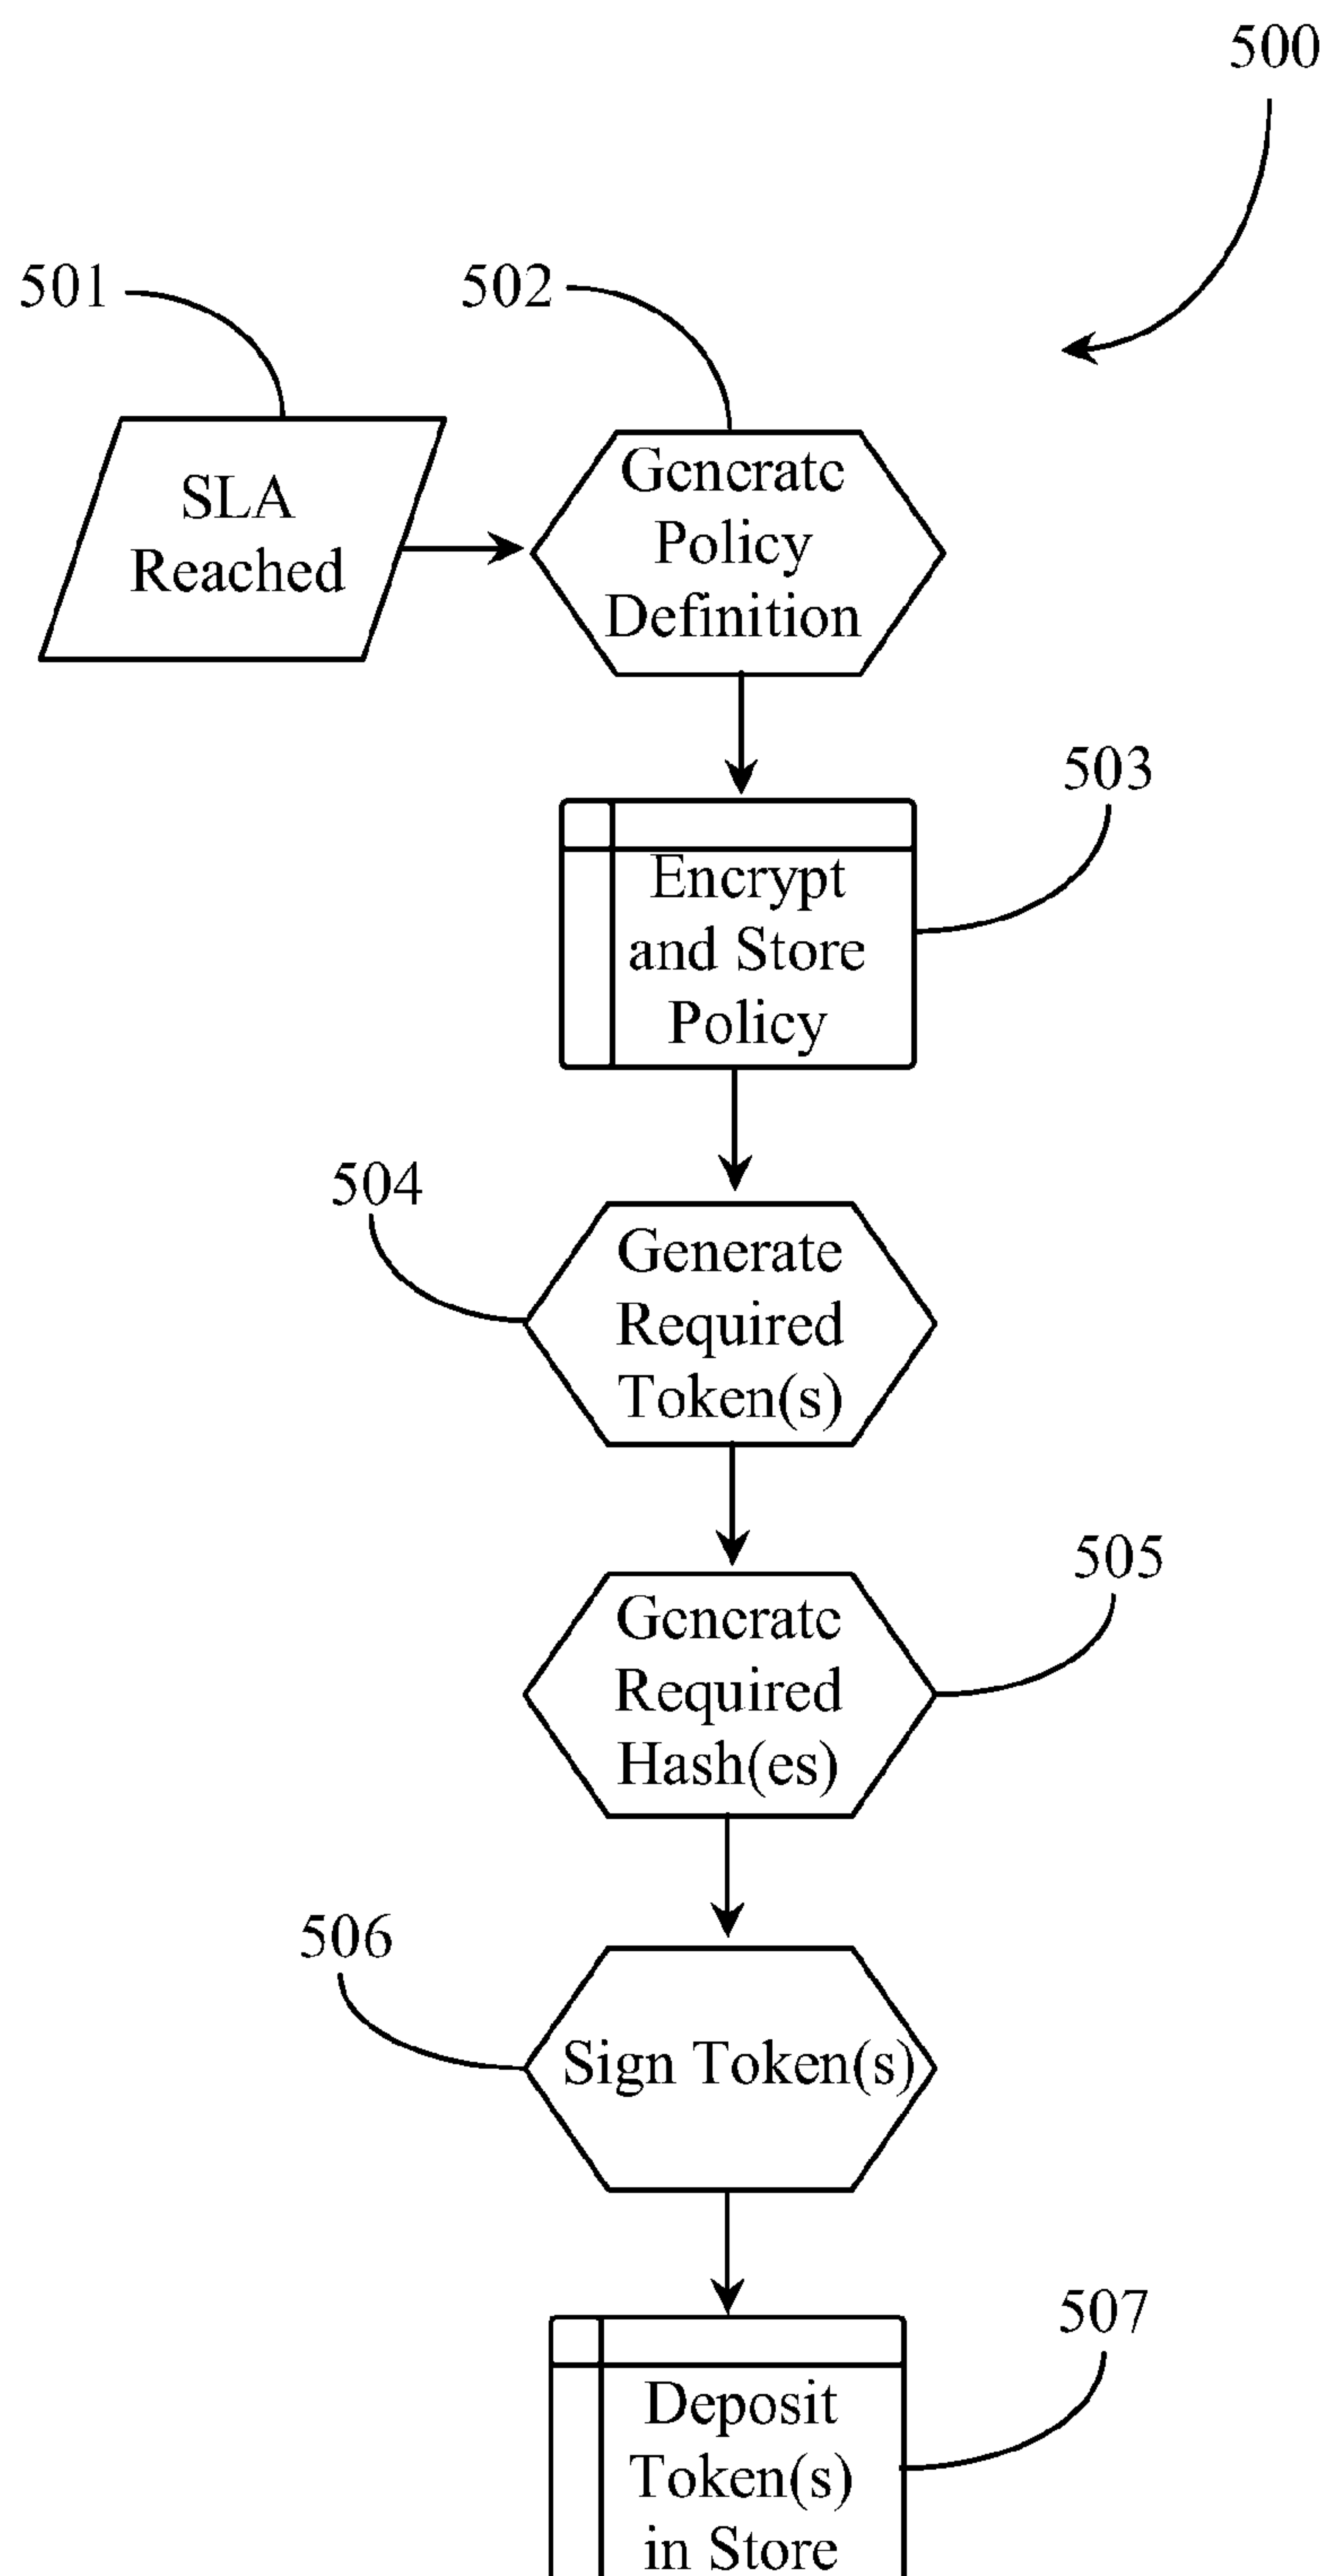 500
501
502
SLA
Reached
Generate
Policy
Definition
503
Encrypt
and Store
Policy
504
Generate
Required
Token(s)
505
Generate
Required
Hash(es)
506
Sign Token(s)
507
Deposit
Token(s)
in Store